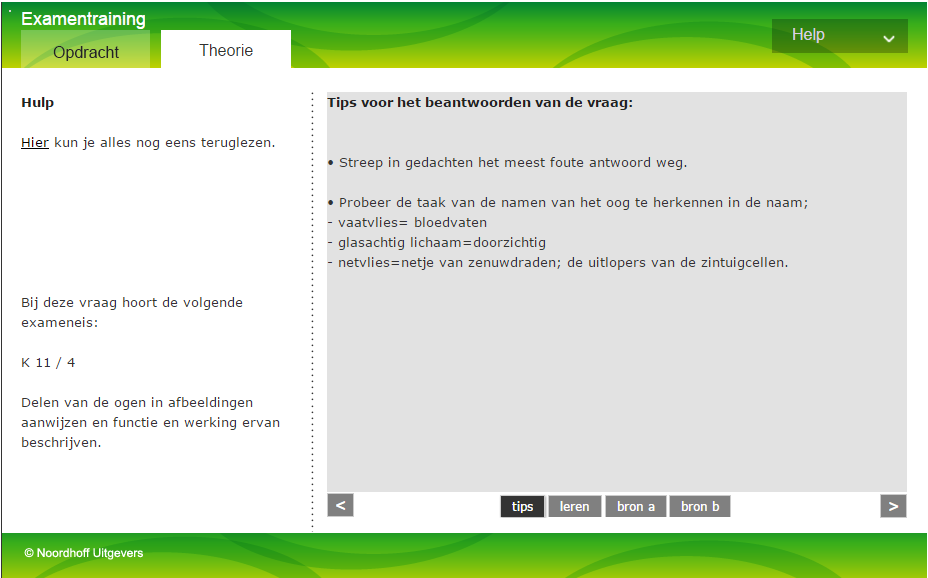 Examentraining
Opdracht
Theorie
Help
Hulp
Hier kun je alles nog eens teruglezen.
Bij deze vraag hoort de volgende
exameneis:
K 11 / 4
Delen van de ogen in afbeeldingen
aanwijzen en functie en werking ervan
beschrijven.
Tips voor het beantwoorden van de vraag:
• Streep in gedachten het meest foute antwoord weg.
• Probeer de taak van de namen van het oog te herkennen in de naam;
- vaatvlies= bloedvaten
- glasachtig lichaam=doorzichtig
- netvlies=netje van zenuwdraden; de uitlopers van de zintuigcellen.
< tips leren bron a bron b >
© Noordhoff Uitgevers